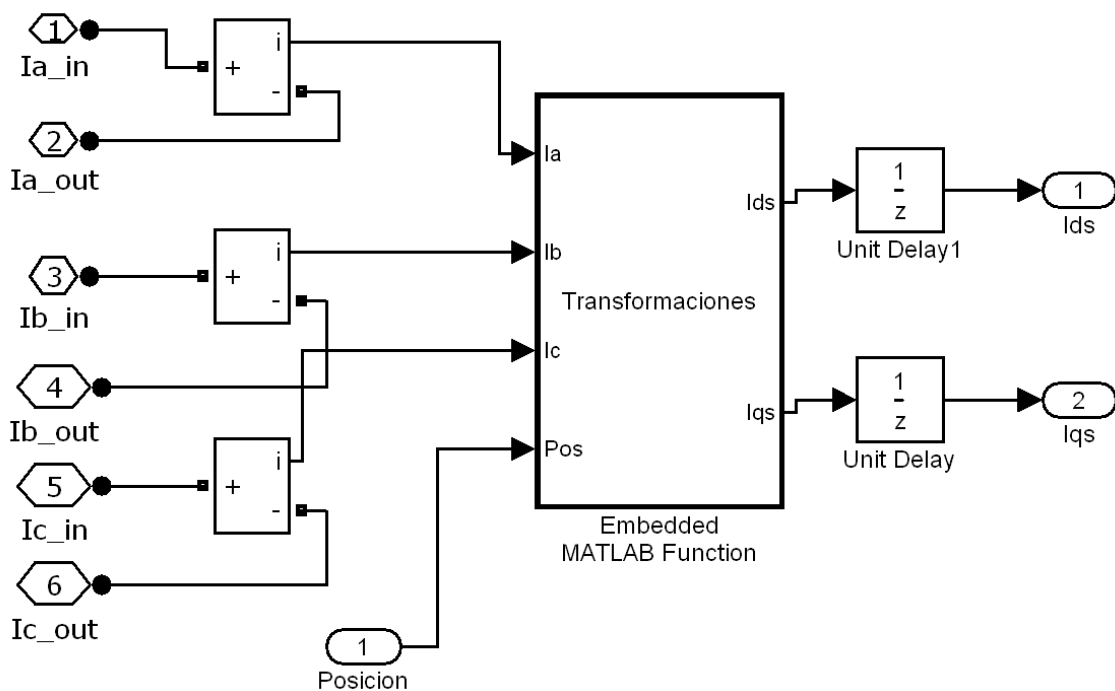 1
Ia_in
+
i
-
2
Ia_out
3
Ib_in
+
i
-
4
Ib_out
5
Ic_in
+
i
-
6
Ic_out
Ia
Ib
Ic
Pos
Transformaciones
Ids
Iqs
Embedded
MATLAB Function
1
Posicion
1
z
Unit Delay1
1
Ids
1
z
Unit Delay
2
Iqs